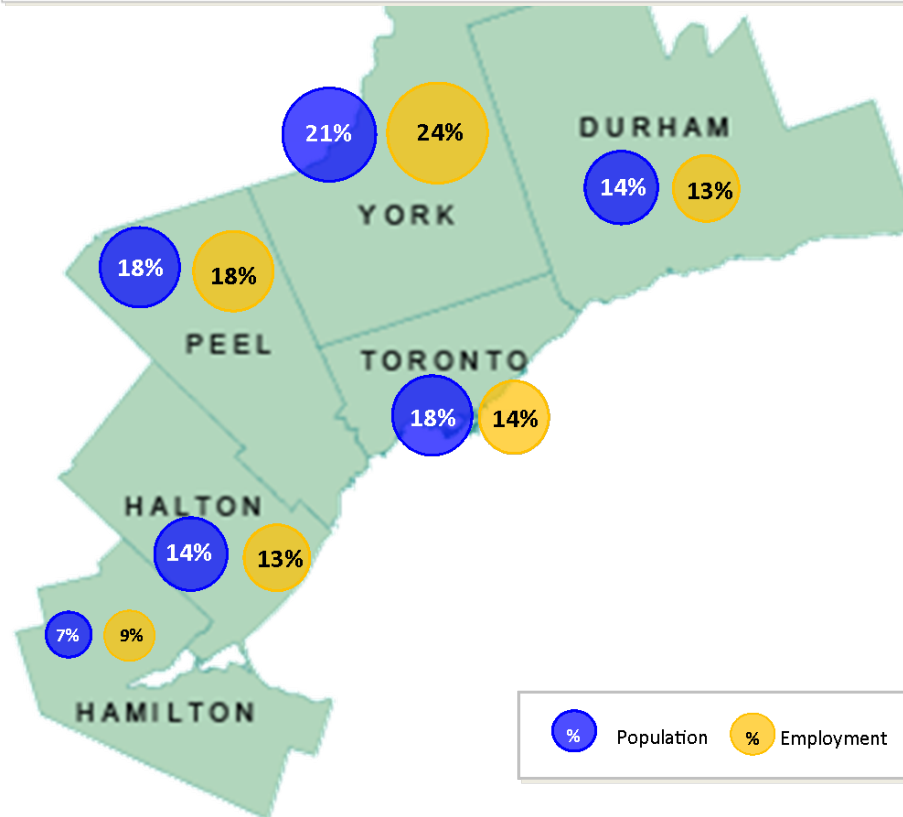 DURHAM
21% 24%
14% 13%
YORK
18% 18%
PEEL
TORONTO
18% 14%
HALTON
14% 13%
7% 9%
HAMILTON
% Population % Employment